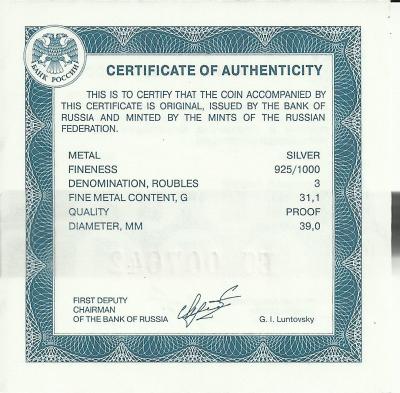 БАНК РОССИИ
CERTIFICATE OF AUTHENTICITY
THIS IS TO CERTIFY THAT THE COIN ACCOMPANIED BY
THIS CERTIFICATE IS ORIGINAL, ISSUED BY THE BANK OF
RUSSIA AND MINTED BY THE MINTS OF THE RUSSIAN
FEDERATION.
METAL SILVER
FINENESS 925/1000
DENOMINATION, ROUBLES 3
FINE METAL CONTENT, G 31,1
QUALITY PROOF
DIAMETER, MM 39,0
FIRST DEPUTY
CHAIRMAN
OF THE BANK OF RUSSIA G. I. Luntovsky